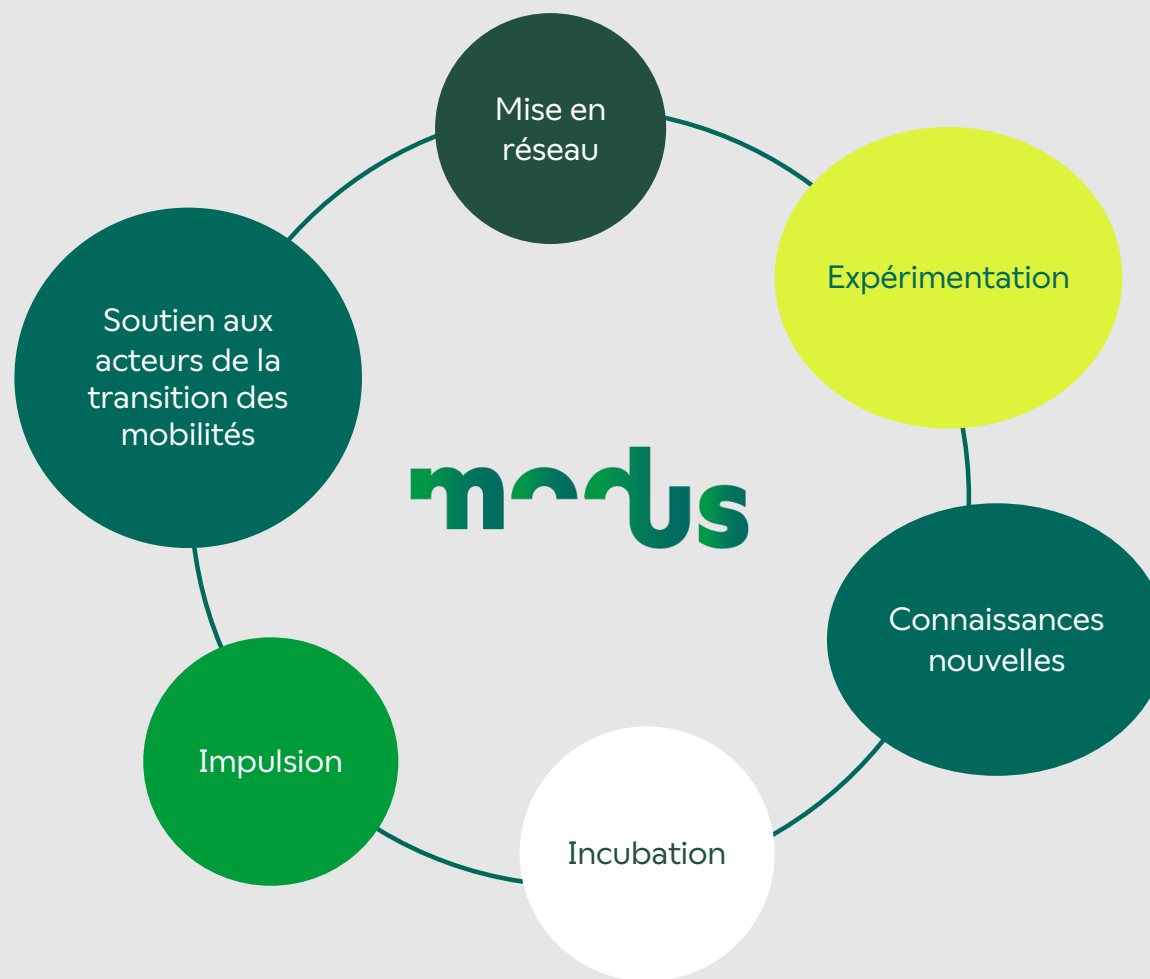 Mise en
réseau
Expérimentation
Soutien aux
acteurs de la
transition des
mobilités
modus
Connaissances
nouvelles
Impulsion
Incubation